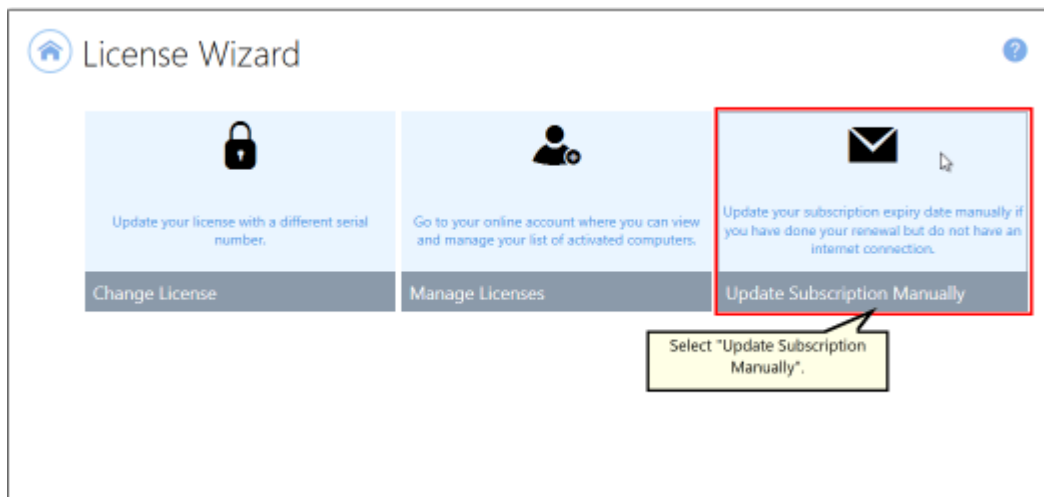 License Wizard
?
Update your license with a different serial
number.
Go to your online account where you can view
and manage your list of activated computers.
Update your subscription expiry date manually if
you have done your renewal but do not have an
internet connection.
Change License
Manage Licenses
Update Subscription Manually
Select "Update Subscription
Manually".